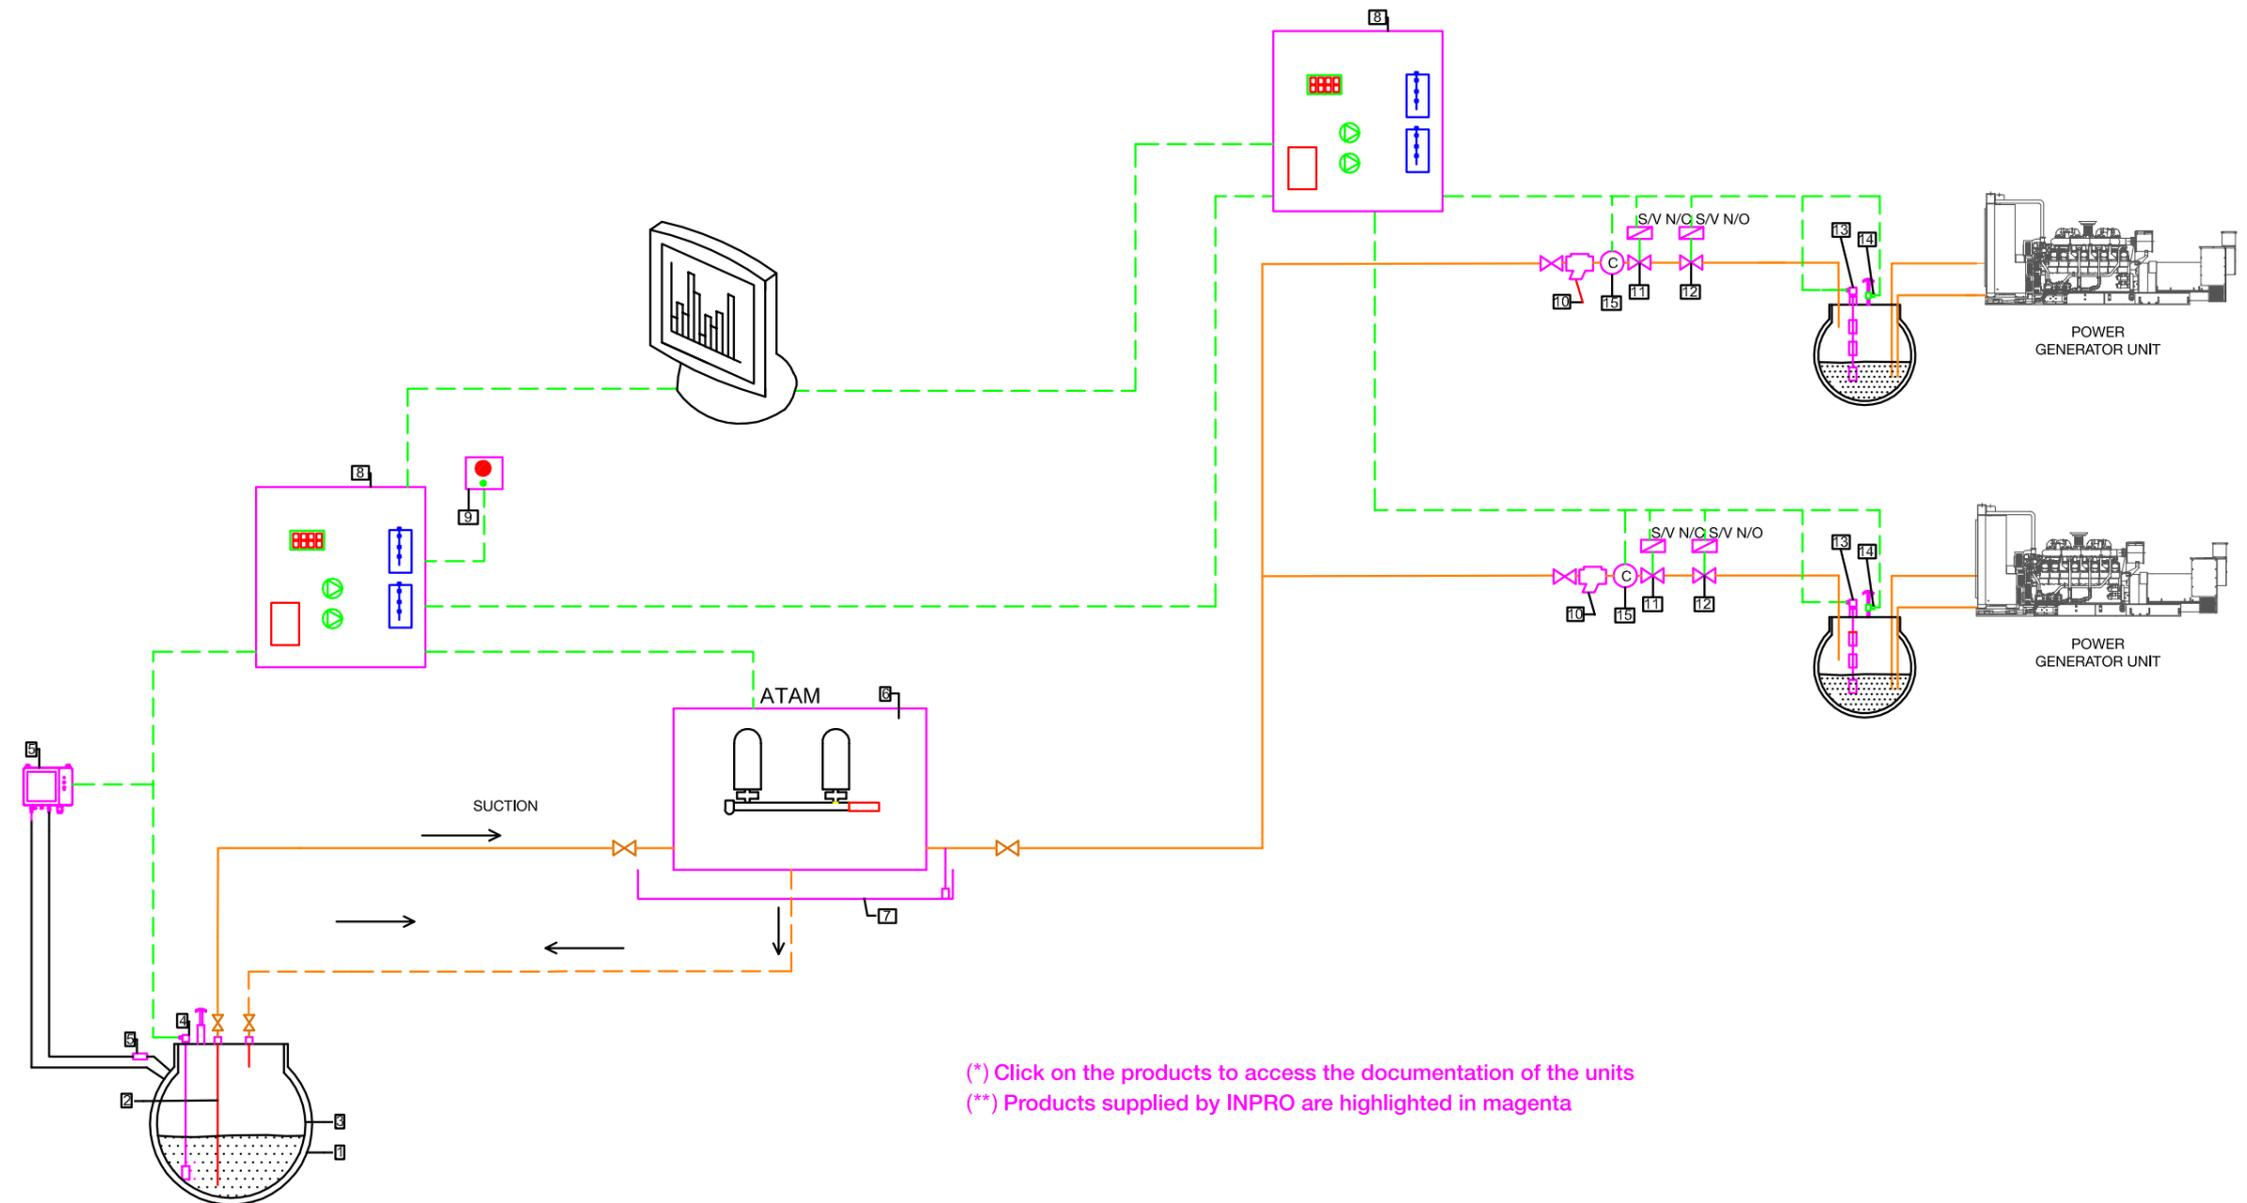 8
S/V N/C S/V N/O
13
14
10
15
C
11
12
POWER
GENERATOR UNIT
8
9
S/V N/C S/V N/O
13
14
10
15
C
11
12
POWER
GENERATOR UNIT
ATAM
6
5
SUCTION
7
4
5
2
3
1
(*) Click on the products to access the documentation of the units
(**) Products supplied by INPRO are highlighted in magenta